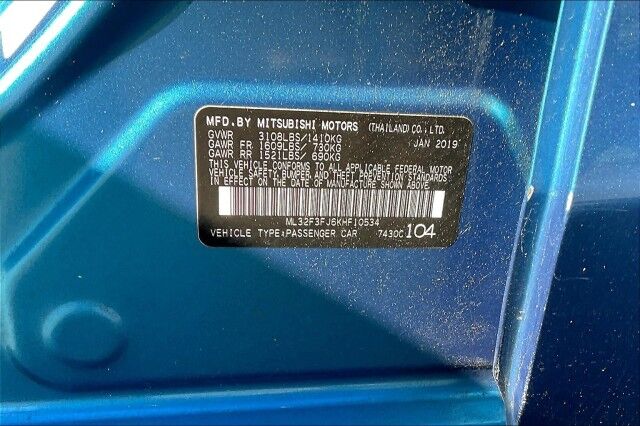 MFD.BY MITSUBISHI MOTORS (THAILAND) CO., LTD.
GVWR 3108LBS/1410KG JAN 2019
GAWR FR 1609LBS/ 730KG
GAWR RR 1521LBS/ 690KG
THIS VEHICLE CONFORMS TO ALL APPLICABLE FEDERAL MOTOR
VEHICLE SAFETY, BUMPER AND THEFT PREVENTION STANDARDS
IN EFFECT ON THE DATE OF MANUFACTURE SHOWN ABOVE.
ML32F3FJ6KHF10534
VEHICLE TYPE:PASSENGER CAR 7430C 104